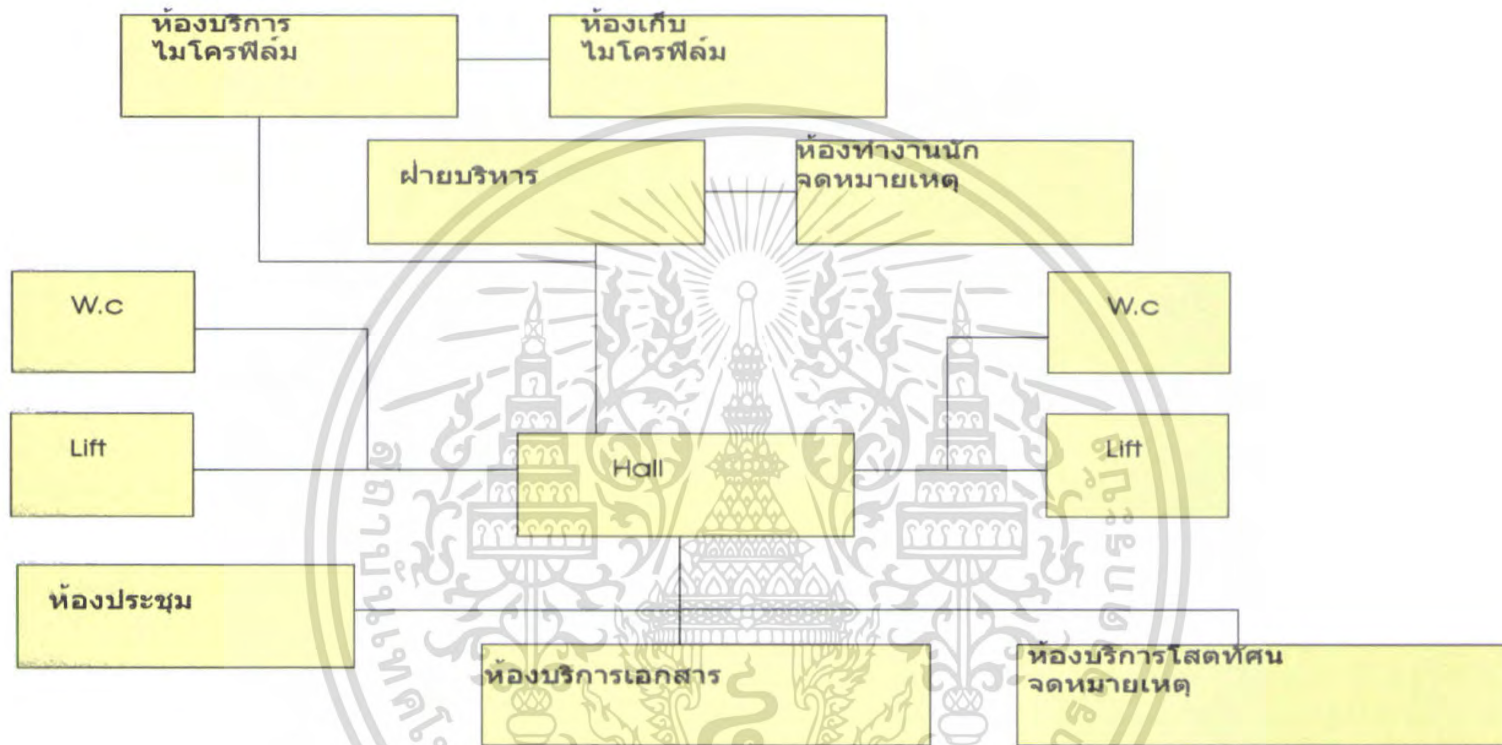 ห้องบริการ
ไมโครฟิล์ม
ห้องเก็บ
ไมโครฟิล์ม
ฝ่ายบริหาร
ห้องทำงานนัก
จดหมายเหตุ
W.c
W.c
Lift
Hall
Lift
ห้องประชุม
ห้องบริการเอกสาร
ห้องบริการโสตทัศน
จดหมายเหตุ